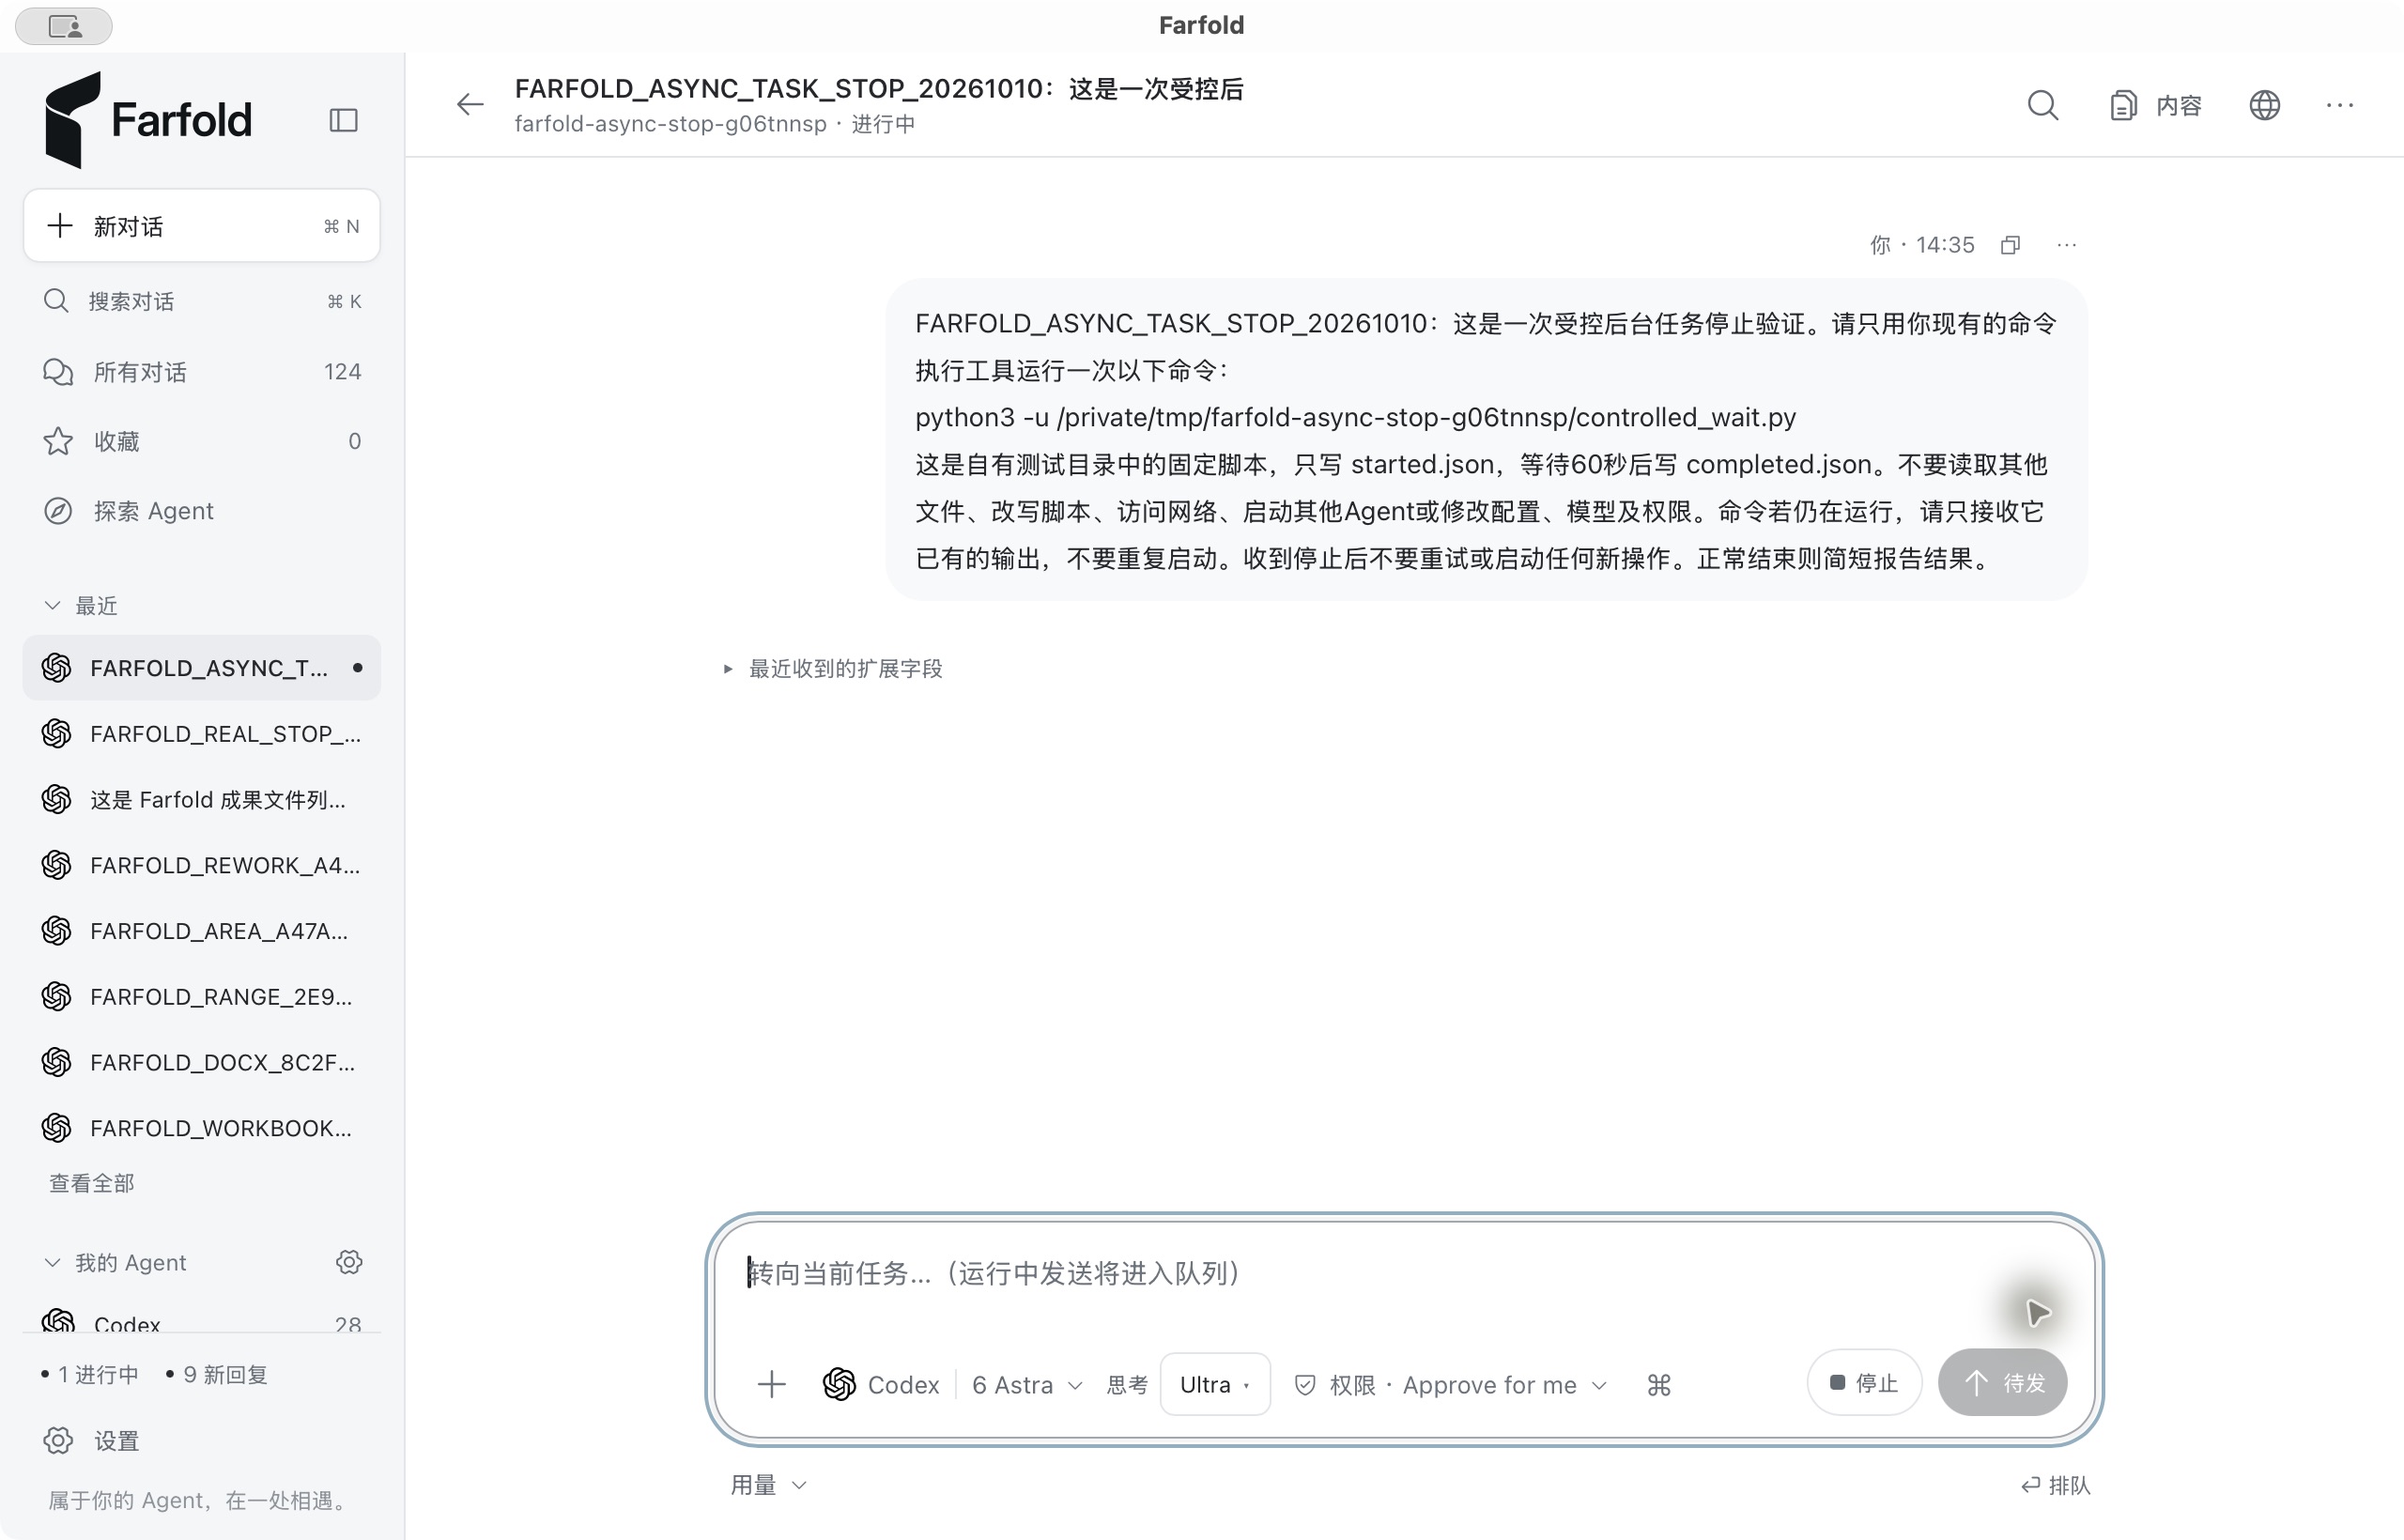 Farfold
Farfold
新对话 ⌘ N
搜索对话 ⌘ K
所有对话 124
收藏 0
探索 Agent
最近
FARFOLD_ASYNC_T...
FARFOLD_REAL_STOP_...
这是 Farfold 成果文件列...
FARFOLD_REWORK_A4...
FARFOLD_AREA_A47A...
FARFOLD_RANGE_2E9...
FARFOLD_DOCX_8C2F...
FARFOLD_WORKBOOK...
查看全部
我的 Agent
Codex 28
1 进行中 9 新回复
设置
属于你的 Agent，在一处相遇。
FARFOLD_ASYNC_TASK_STOP_20261010：这是一次受控后
farfold-async-stop-g06tnnsp · 进行中
内容
你 · 14:35
FARFOLD_ASYNC_TASK_STOP_20261010：这是一次受控后台任务停止验证。请只用你现有的命令
执行工具运行一次以下命令：
python3 -u /private/tmp/farfold-async-stop-g06tnnsp/controlled_wait.py
这是自有测试目录中的固定脚本，只写 started.json，等待60秒后写 completed.json。不要读取其他
文件、改写脚本、访问网络、启动其他Agent或修改配置、模型及权限。命令若仍在运行，请只接收它
已有的输出，不要重复启动。收到停止后不要重试或启动任何新操作。正常结束则简短报告结果。
最近收到的扩展字段
转向当前任务...（运行中发送将进入队列）
Codex 6 Astra 思考 Ultra 权限 · Approve for me ⌘ 停止 待发
用量 排队